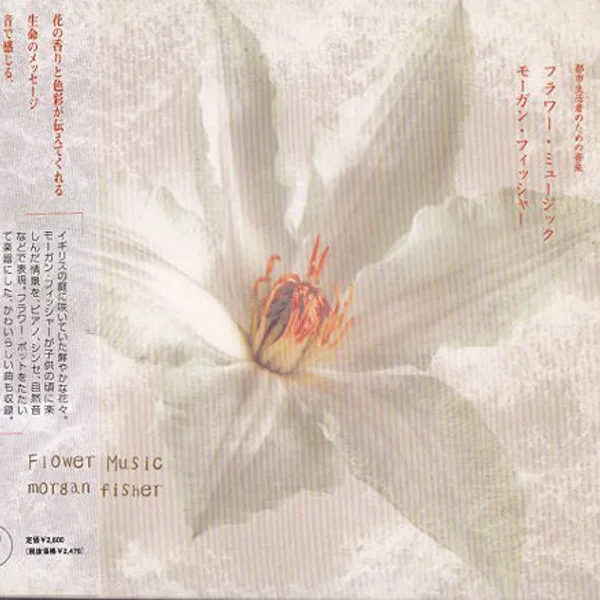 都市生活者のための音楽
フラワー・ミュージック
モーガン・フィッシャー
花の香りと色彩が伝えてくれる
生命のメッセージ
音で感じる。
イギリスの庭に咲いていた鮮やかな花々。
モーガン・フィッシャーが子供の頃に楽
しんだ情景を、ピアノ、シンセ、自然音
などで表現。フラワー ポットをたたい
て楽器にした、かわいらしい曲も収録。
Flower Music
morgan fisher
定価￥2,600
(税抜価格￥2,476)